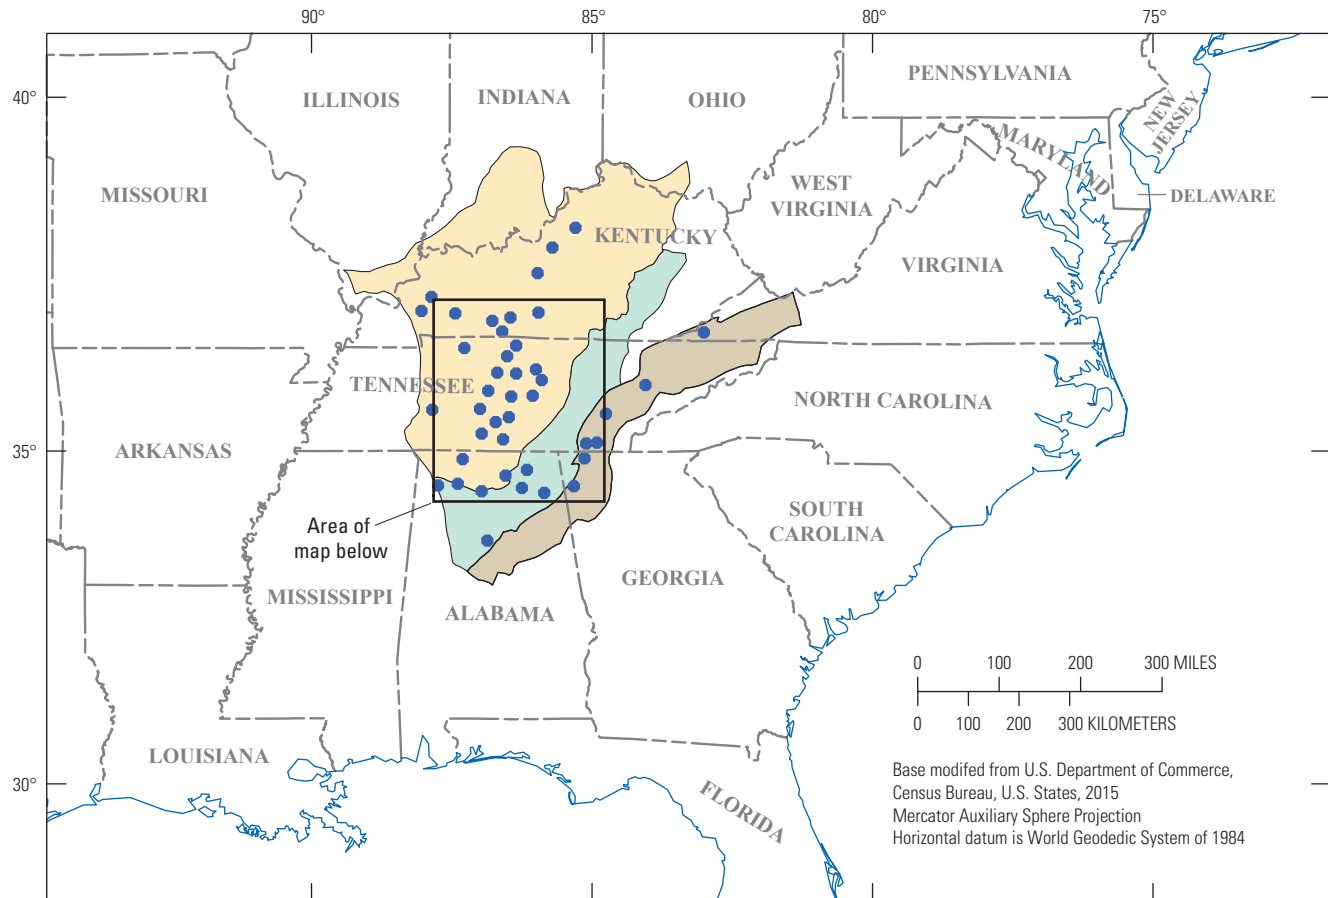 90°
85°
80°
75°
40°
35°
30°
PENNSYLVANIA
ILLINOIS
INDIANA
OHIO
NEW
JERSEY
MARYLAND
MISSOURI
WEST
VIRGINIA
DELAWARE
KENTUCKY
VIRGINIA
TENNESSEE
NORTH CAROLINA
ARKANSAS
SOUTH
CAROLINA
Area of
map below
GEORGIA
MISSISSIPPI
ALABAMA
LOUISIANA
FLORIDA
0 100 200 300 MILES
0 100 200 300 KILOMETERS
Base modifed from U.S. Department of Commerce,
Census Bureau, U.S. States, 2015
Mercator Auxiliary Sphere Projection
Horizontal datum is World Geodedic System of 1984